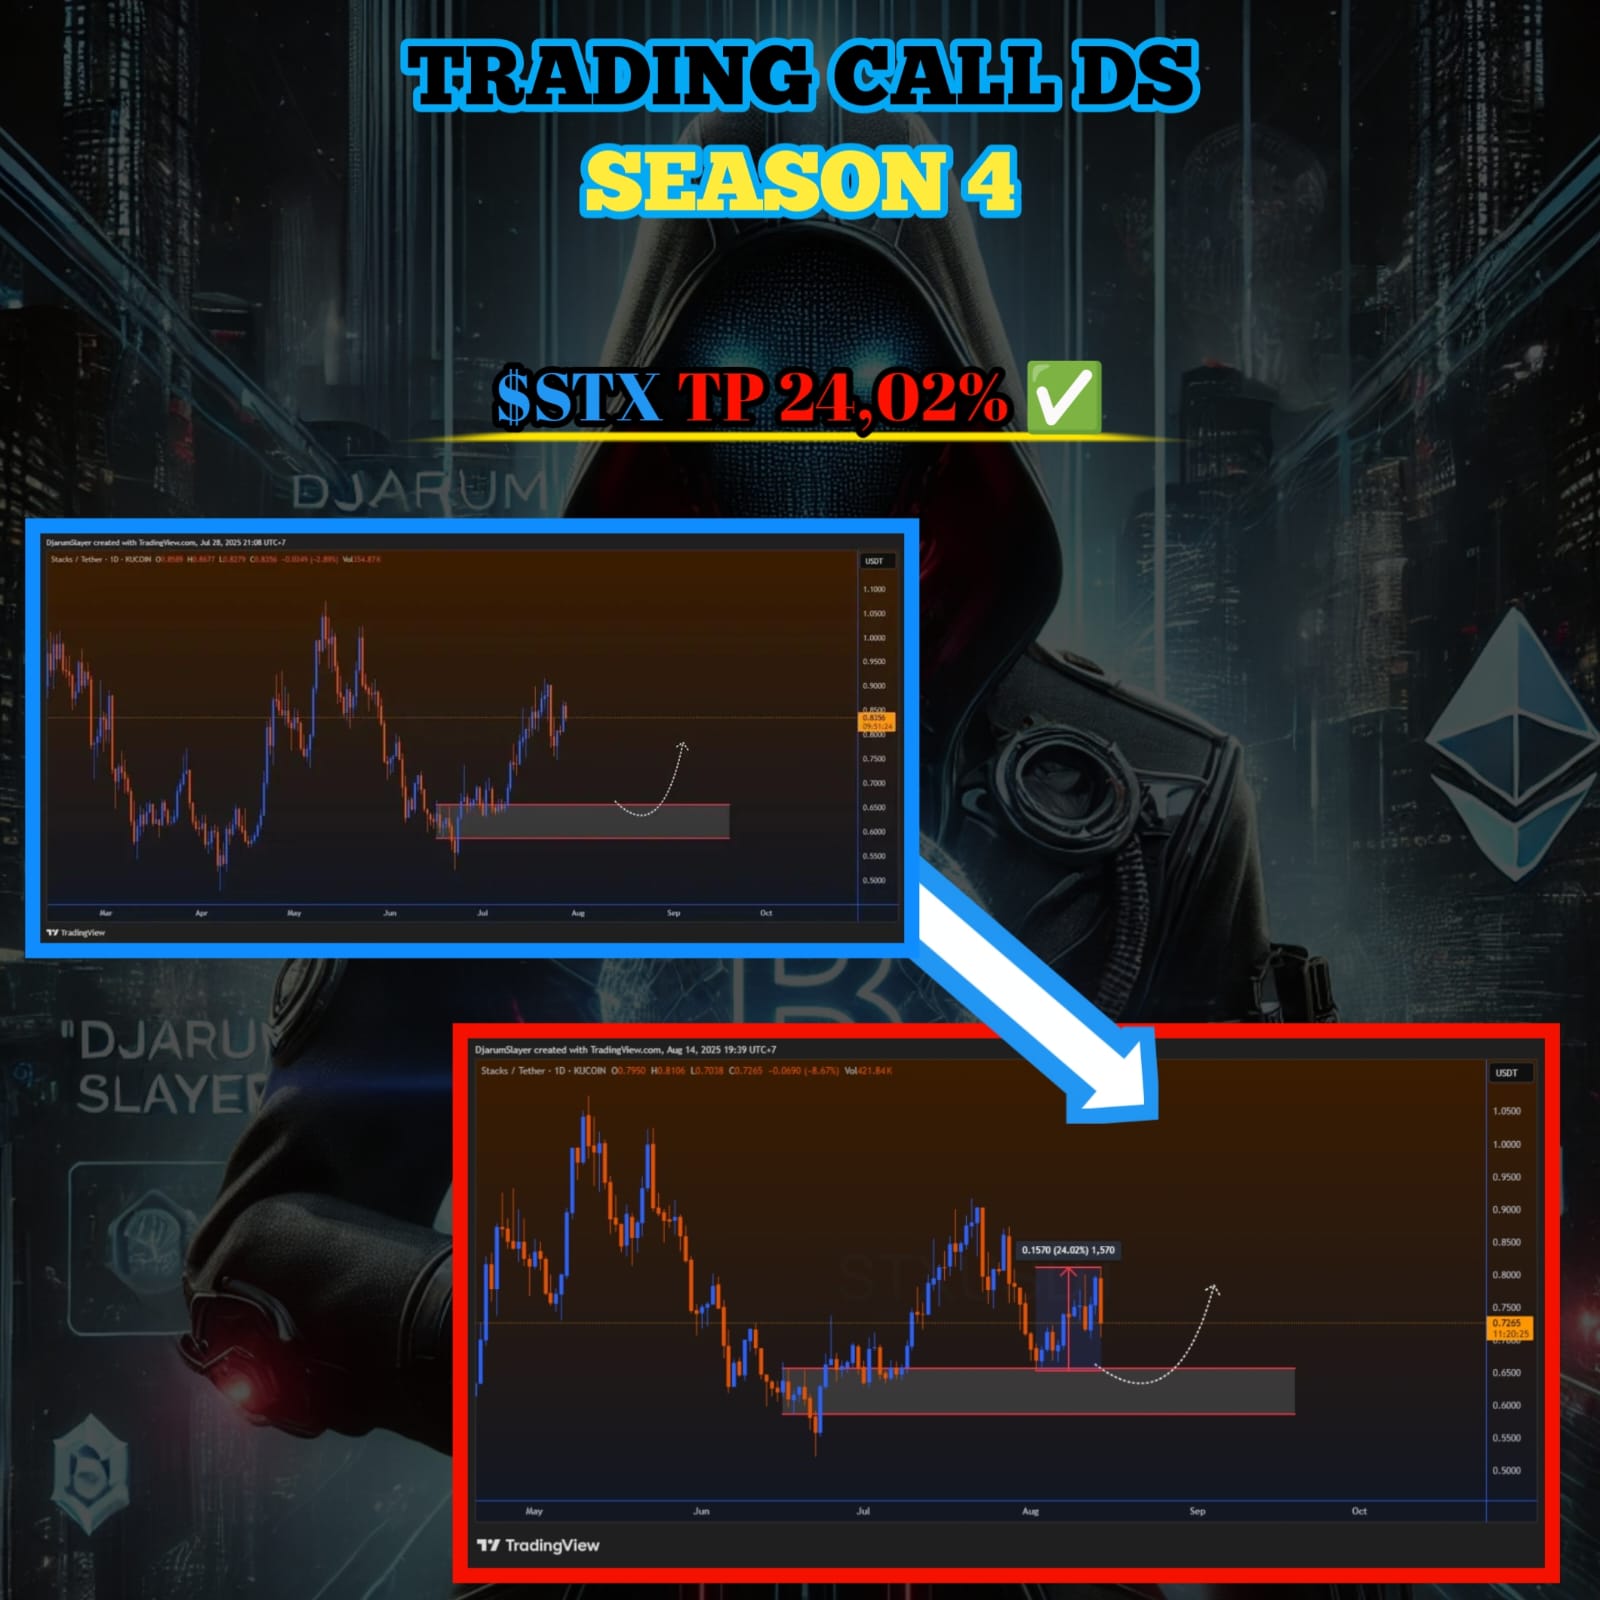 TRADING CALL DS
SEASON 4
$STX TP 24,02% ✅
DJARUM
DjarumSlayer created with TradingView.com, Jul 28, 2025 21:08 UTC+7
Stacks / Tether · 1D · KUCOIN O0.8589 H0.8677 L0.8279 C0.8356 −0.0249 (−2.89%) Vol354.87K
USDT
1.1000
1.0500
1.0000
0.9500
0.9000
0.8500
0.8356
09:51:24
0.8000
0.7500
0.7000
0.6500
0.6000
0.5500
0.5000
Mar Apr May Jun Jul Aug Sep Oct
TradingView
"DJARU
SLAYER
DjarumSlayer created with TradingView.com, Aug 14, 2025 19:39 UTC+7
Stacks / Tether · 1D · KUCOIN O0.7950 H0.8106 L0.7038 C0.7265 −0.0690 (−8.67%) Vol421.84K
USDT
1.0500
1.0000
0.9500
0.9000
0.8500
0.1570 (24.02%) 1,570
0.8000
0.7500
0.7265
11:20:25
0.7000
0.6500
0.6000
0.5500
0.5000
May Jun Jul Aug Sep Oct
TradingView